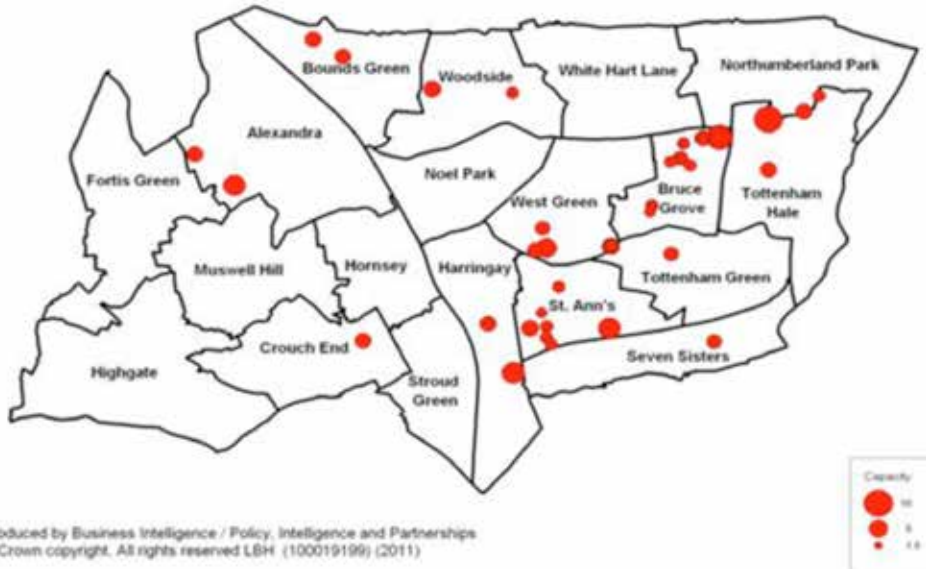 Bounds Green
Woodside
White Hart Lane
Northumberland Park
Alexandra
Fortis Green
Noel Park
West Green
Bruce
Grove
Tottenham
Hale
Muswell Hill
Hornsey
Harringay
Tottenham Green
St. Ann's
Crouch End
Seven Sisters
Highgate
Stroud
Green
Capacity
oduced by Business Intelligence / Policy, Intelligence and Partnerships
Crown copyright. All rights reserved LBH (100019199) (2011)